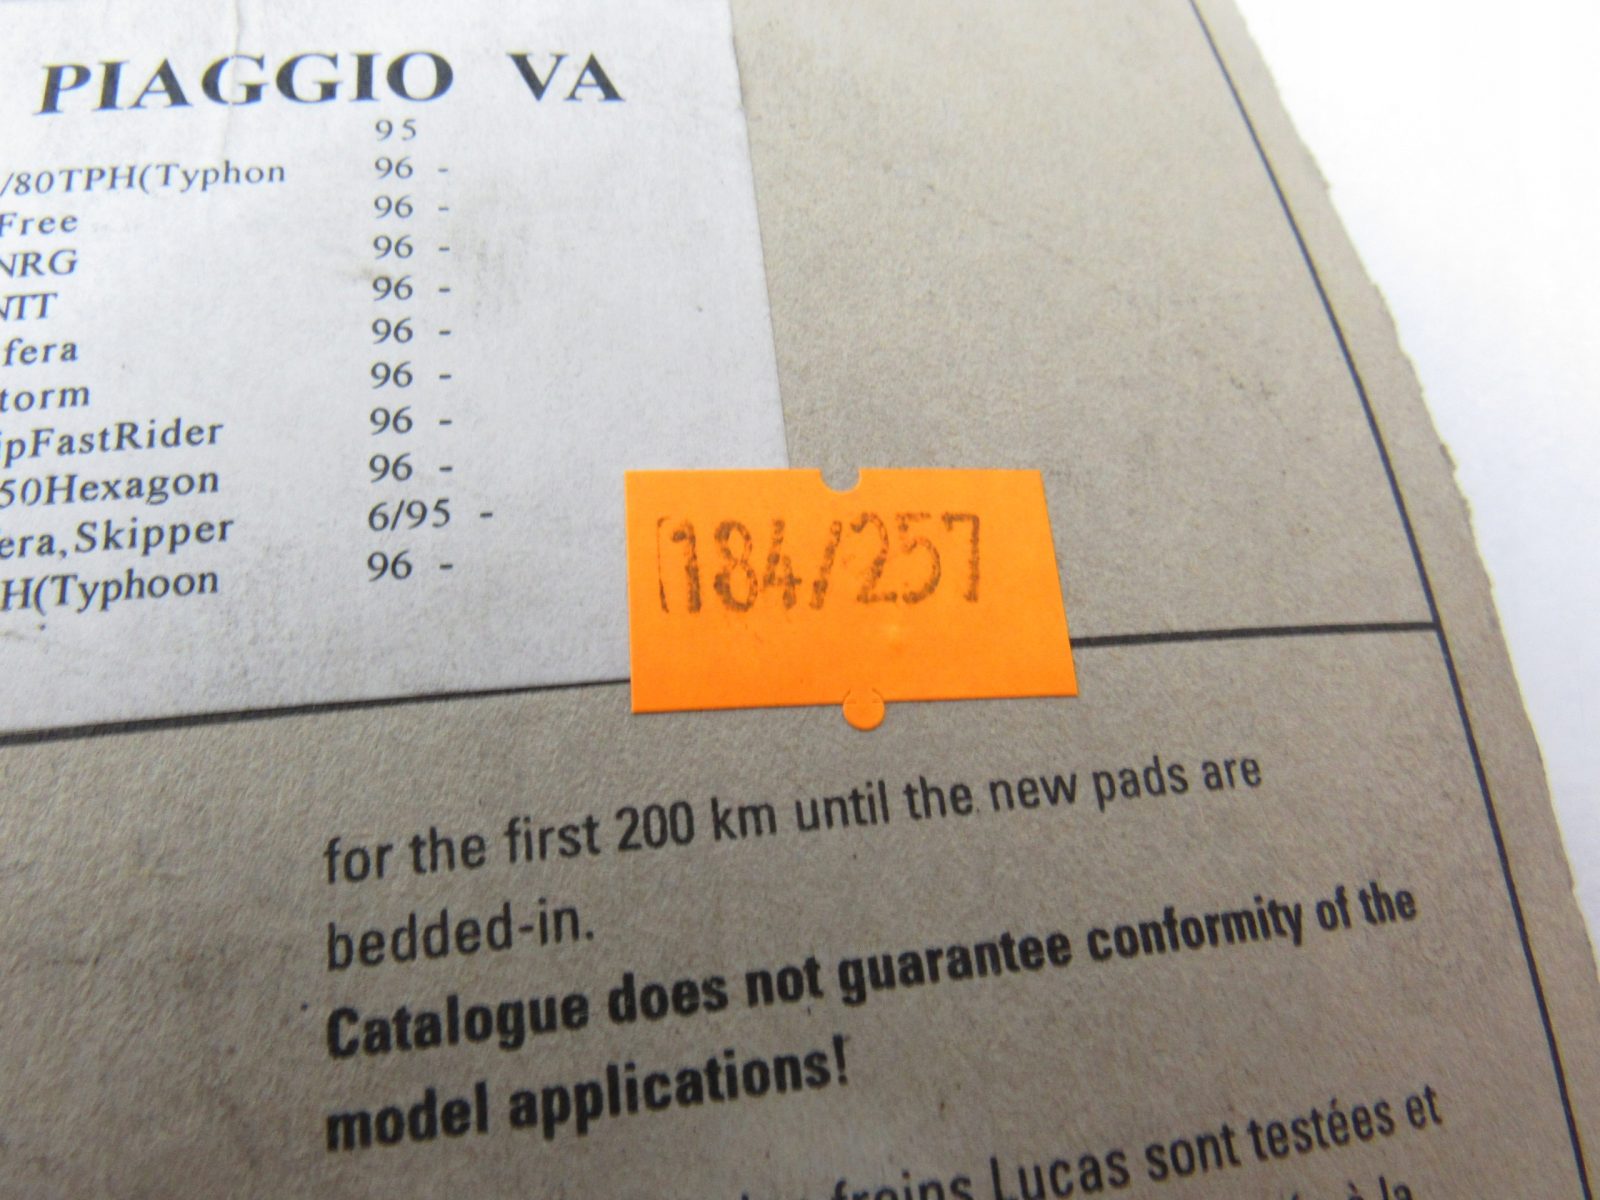 PIAGGIO VA
95
/80TPH(Typhon 96 -
Free 96 -
NRG 96 -
NTT 96 -
fera 96 -
torm 96 -
ipFastRider 96 -
50Hexagon 96 -
era,Skipper 6/95 -
H(Typhoon 96 -
184/257
for the first 200 km until the new pads are
bedded-in.
Catalogue does not guarantee conformity of the
model applications!
freins Lucas sont testées et
à la